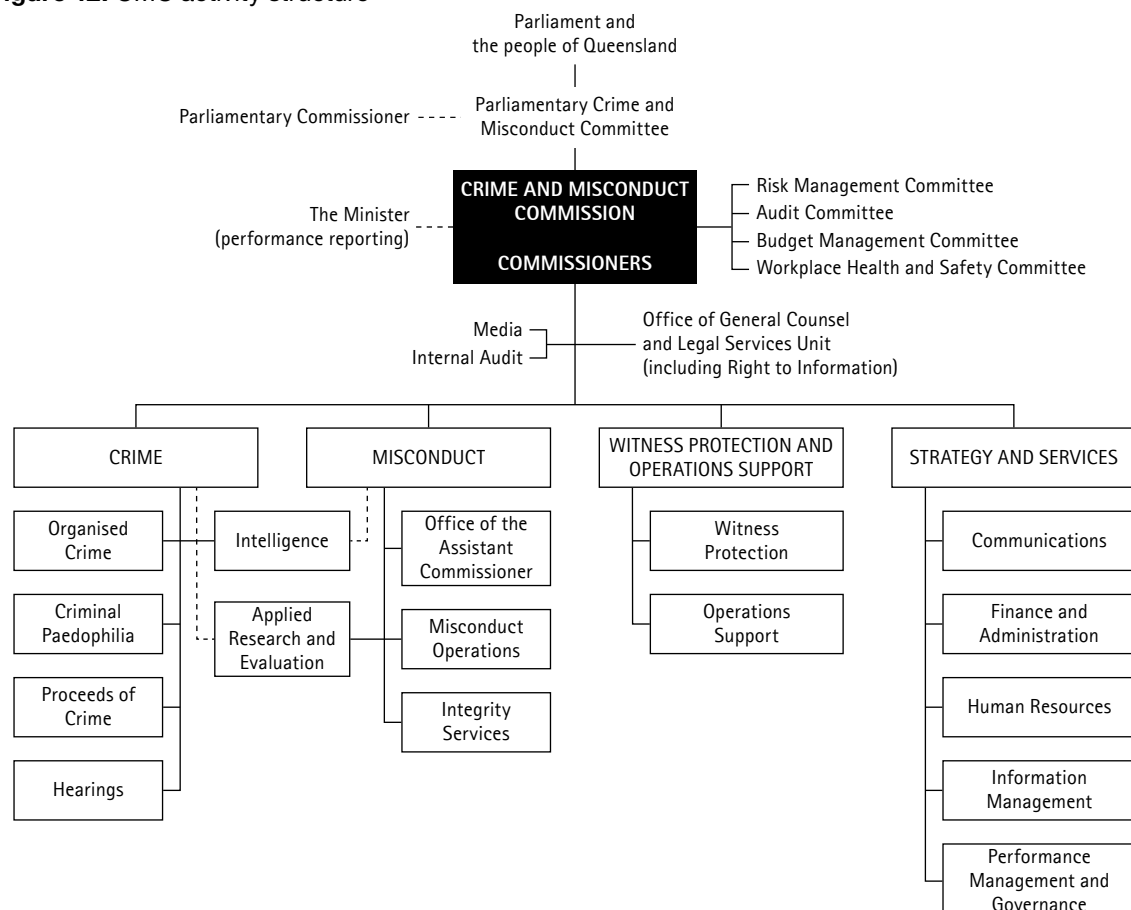 activity structure
Parliament and
the people of Queensland
Parliamentary Commissioner
Parliamentary Crime and
Misconduct Committee
CRIME AND MISCONDUCT
COMMISSION
COMMISSIONERS
The Minister
(performance reporting)
Risk Management Committee
Audit Committee
Budget Management Committee
Workplace Health and Safety Committee
Media
Internal Audit
Office of General Counsel
and Legal Services Unit
(including Right to Information)
CRIME
MISCONDUCT
WITNESS PROTECTION AND
OPERATIONS SUPPORT
STRATEGY AND SERVICES
Organised
Crime
Intelligence
Office of the
Assistant
Commissioner
Witness
Protection
Communications
Criminal
Paedophilia
Applied
Research and
Evaluation
Misconduct
Operations
Operations
Support
Finance and
Administration
Proceeds of
Crime
Integrity
Services
Human Resources
Hearings
Information
Management
Performance
Management and
Governance